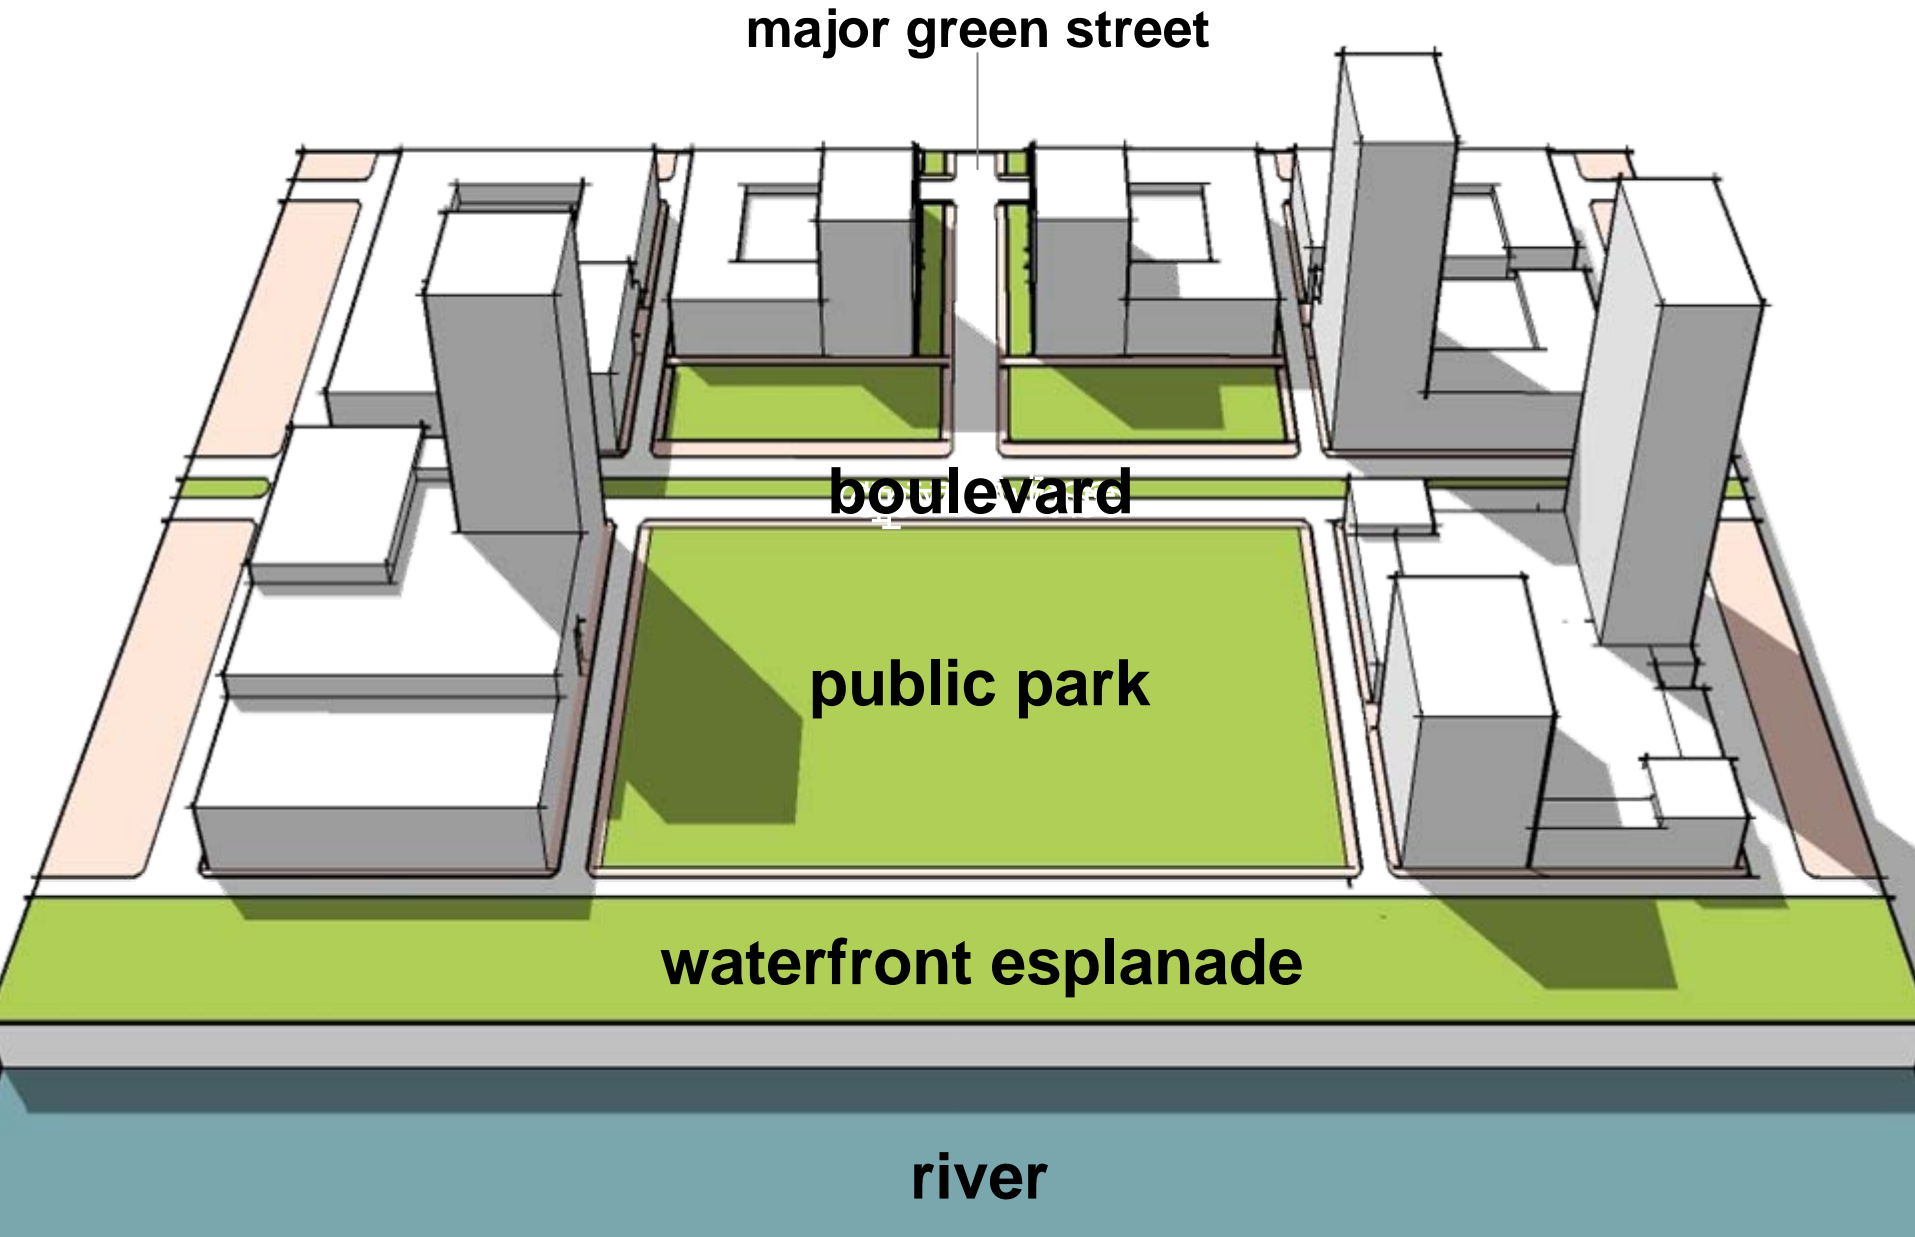 major green street
boulevard
public park
waterfront esplanade
river